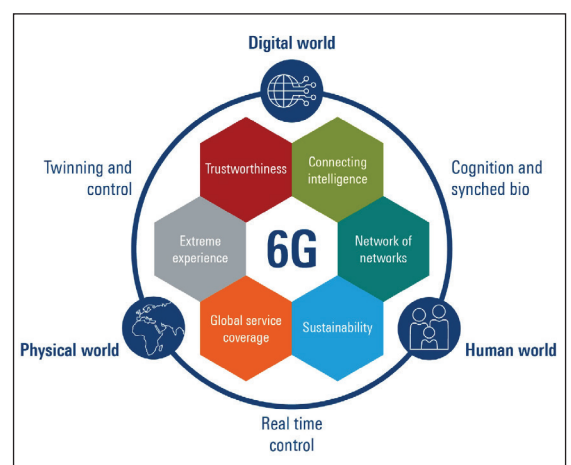 Digital world
Twinning and
control
Trustworthiness
Connecting
intelligence
Cognition and
synched bio
Extreme
experience
6G
Network of
networks
Global service
coverage
Sustainability
Physical world
Human world
Real time
control